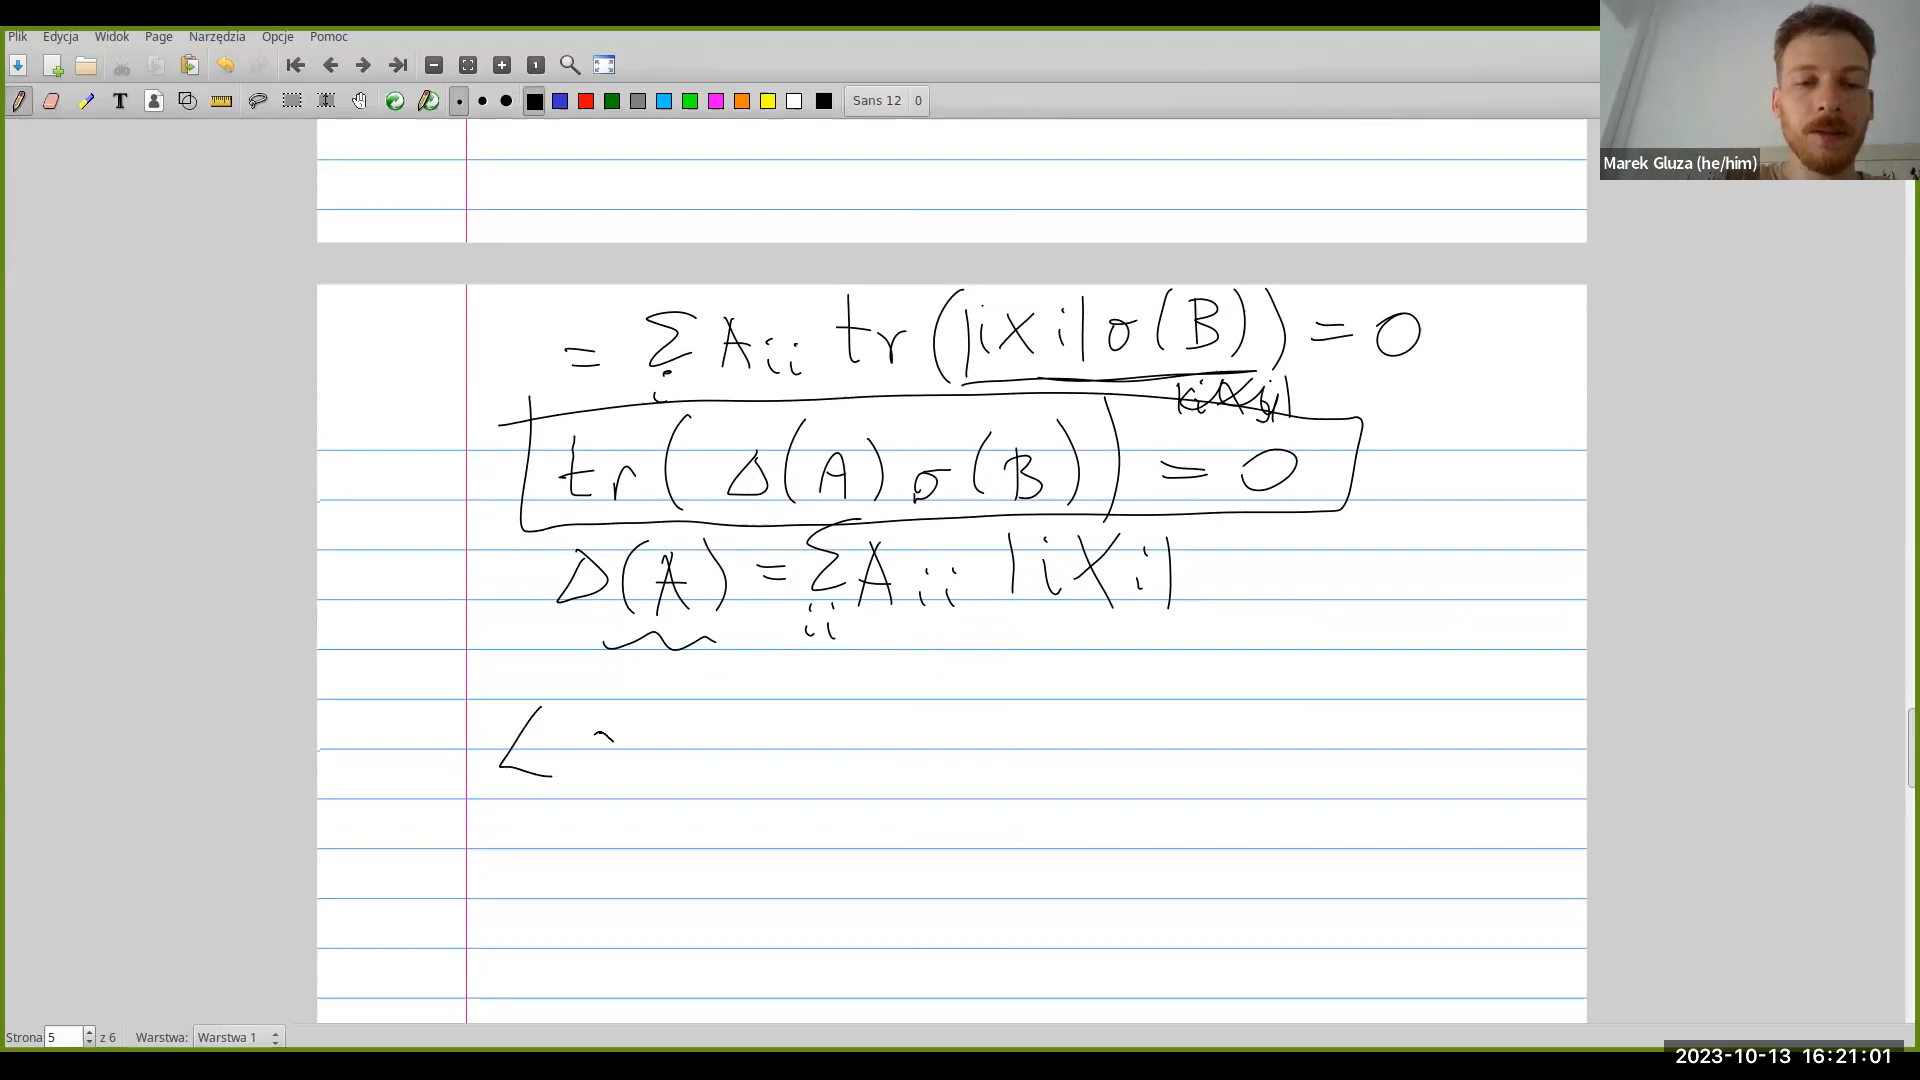 Plik Edycja Widok Page Narzędzia Opcje Pomoc
Sans 12 0
Marek Gluza (he/him)
= Σ_i A_ii tr(|i⟩⟨i| σ(B)) = 0
|i⟩⟨j|
tr(Δ(A) σ(B)) = 0
Δ(A) = Σ_ii A_ii |i⟩⟨i|
Strona 5 z 6 Warstwa: Warstwa 1
2023-10-13 16:21:01